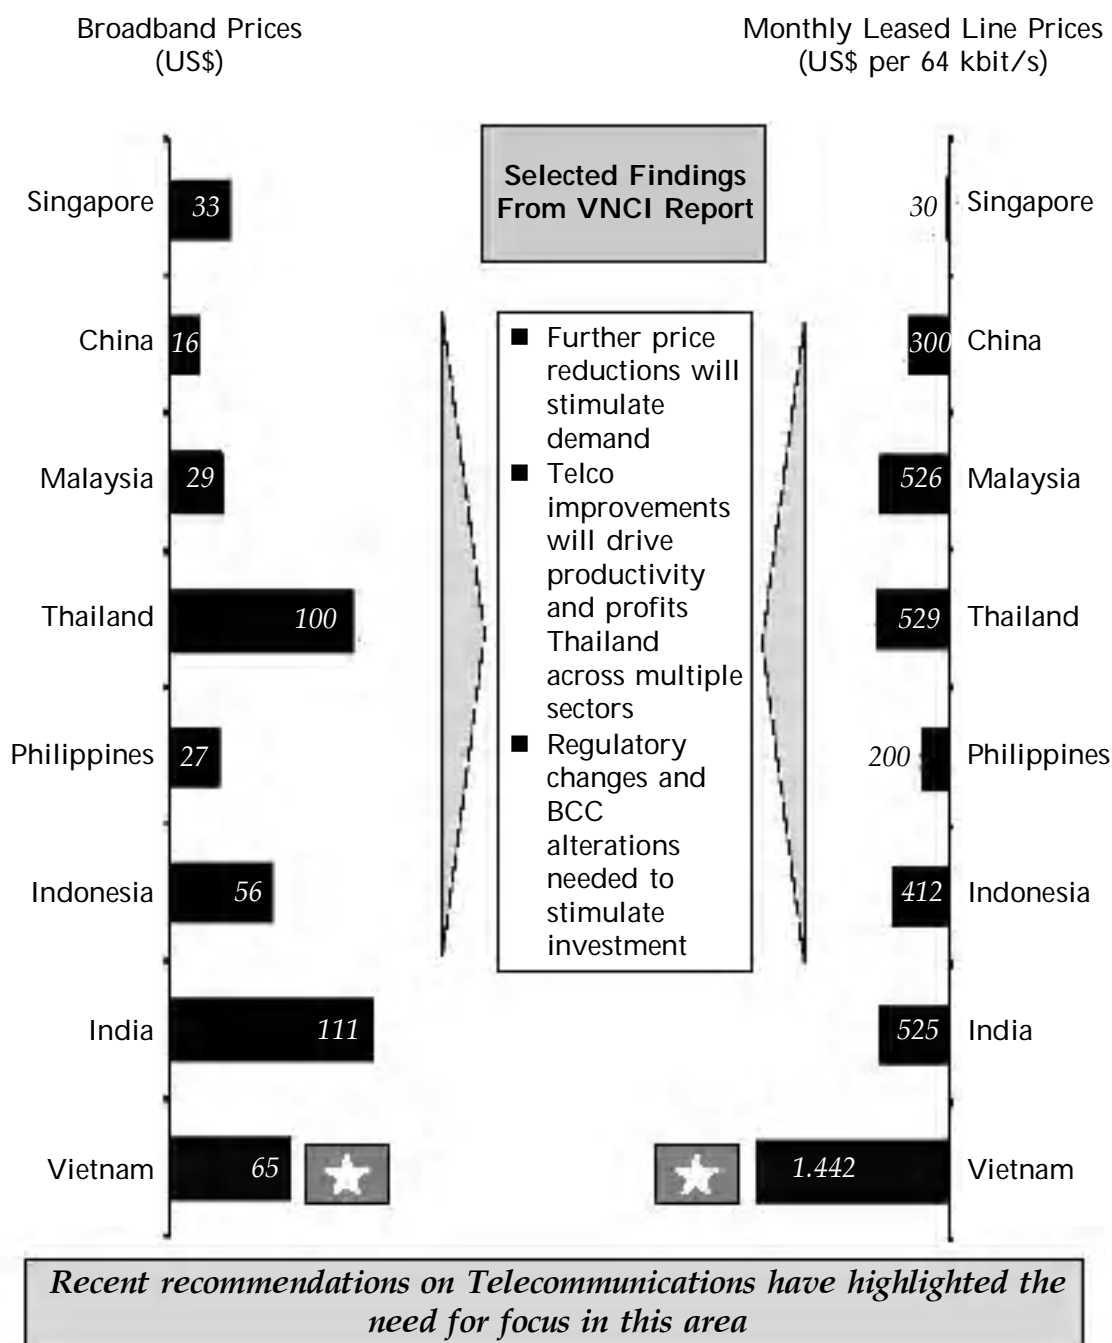 Broadband Prices
(US$)
Monthly Leased Line Prices
(US$ per 64 kbit/s)
Selected Findings
From VNCI Report
Singapore 33
China 16
Malaysia 29
Thailand 100
Philippines 27
Indonesia 56
India 111
Vietnam 65
■ Further price
reductions will
stimulate
demand
■ Telco
improvements
will drive
productivity
and profits
Thailand
across multiple
sectors
■ Regulatory
changes and
BCC
alterations
needed to
stimulate
investment
30 Singapore
300 China
526 Malaysia
529 Thailand
200 Philippines
412 Indonesia
525 India
1.442 Vietnam
Recent recommendations on Telecommunications have highlighted the
need for focus in this area